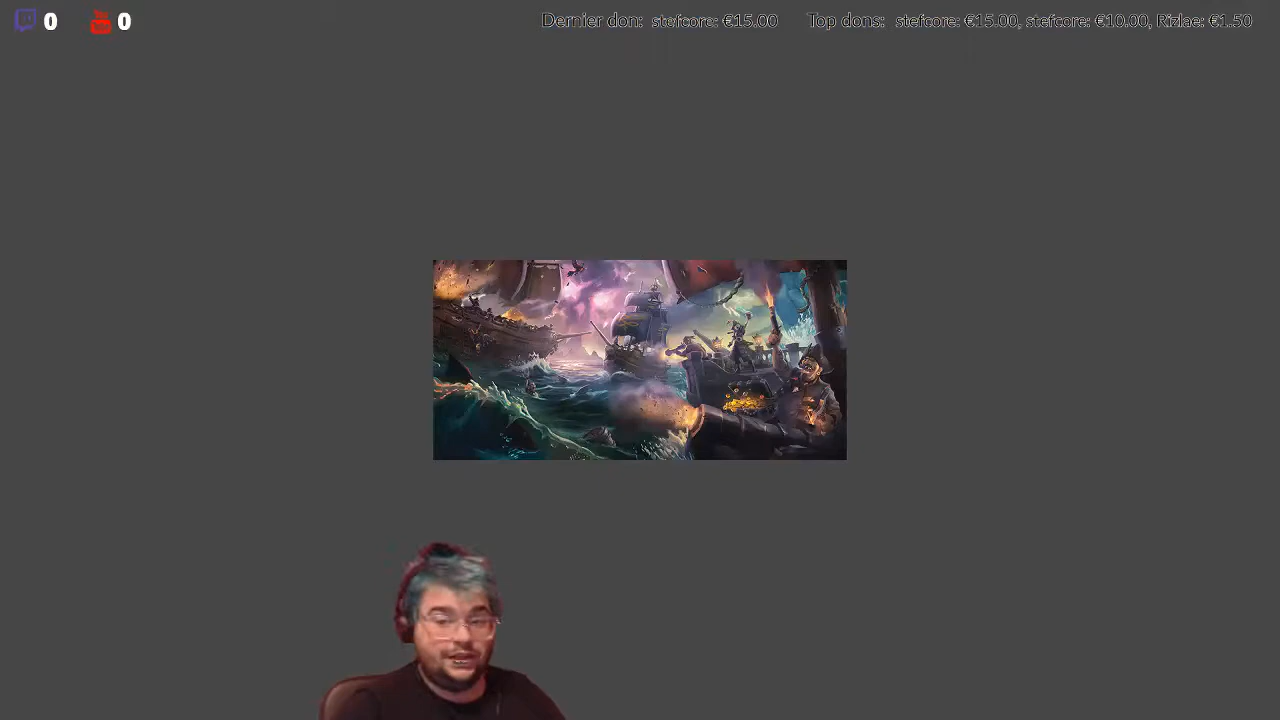 0 0 Dernier don: stefcore: €15.00 Top dons: stefcore: €15.00, stefcore: €10.00, Rizlae: €1.50